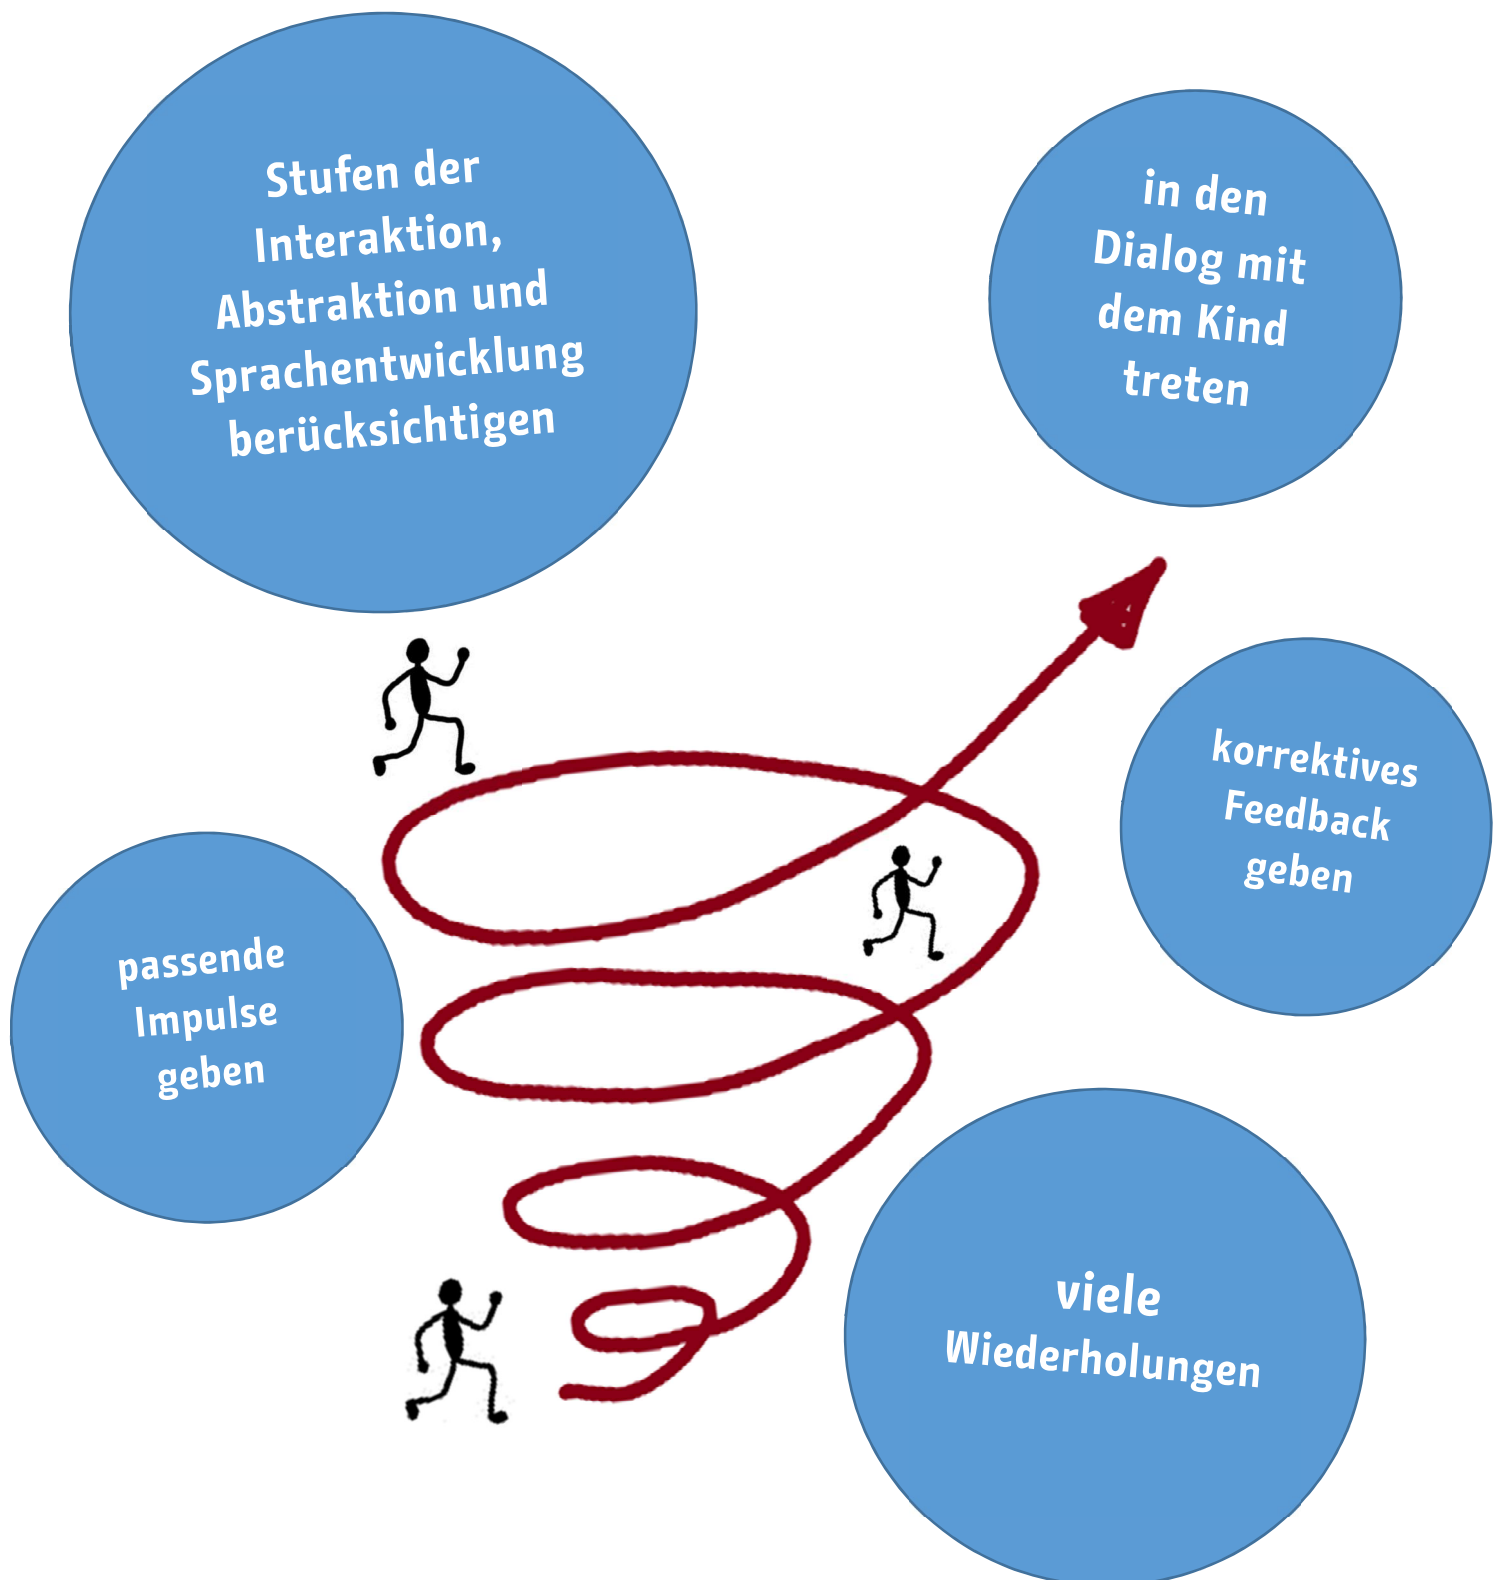 Stufen der
Interaktion,
Abstraktion und
Sprachentwicklung
berücksichtigen
in den
Dialog mit
dem Kind
treten
korrektives
Feedback
geben
passende
Impulse
geben
viele
Wiederholungen